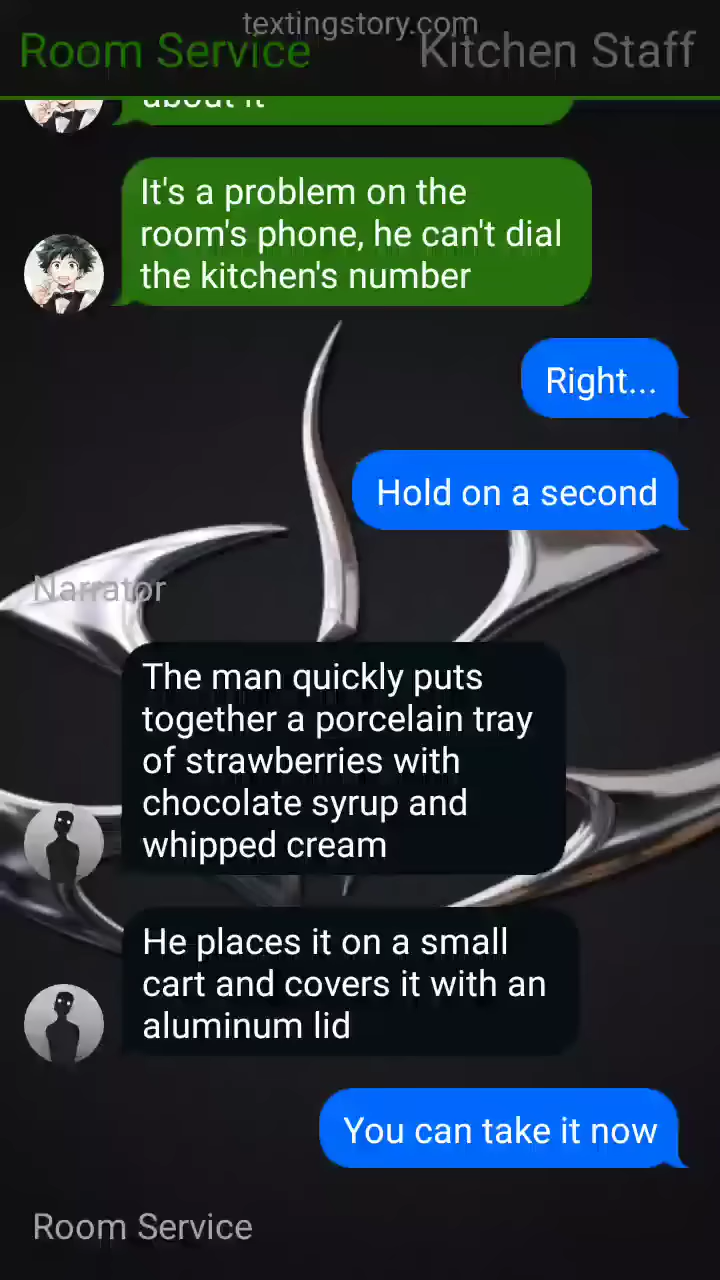 textingstory.com
Room Service
Kitchen Staff
about it
It's a problem on the
room's phone, he can't dial
the kitchen's number
Right...
Hold on a second
Narrator
The man quickly puts
together a porcelain tray
of strawberries with
chocolate syrup and
whipped cream
He places it on a small
cart and covers it with an
aluminum lid
You can take it now
Room Service